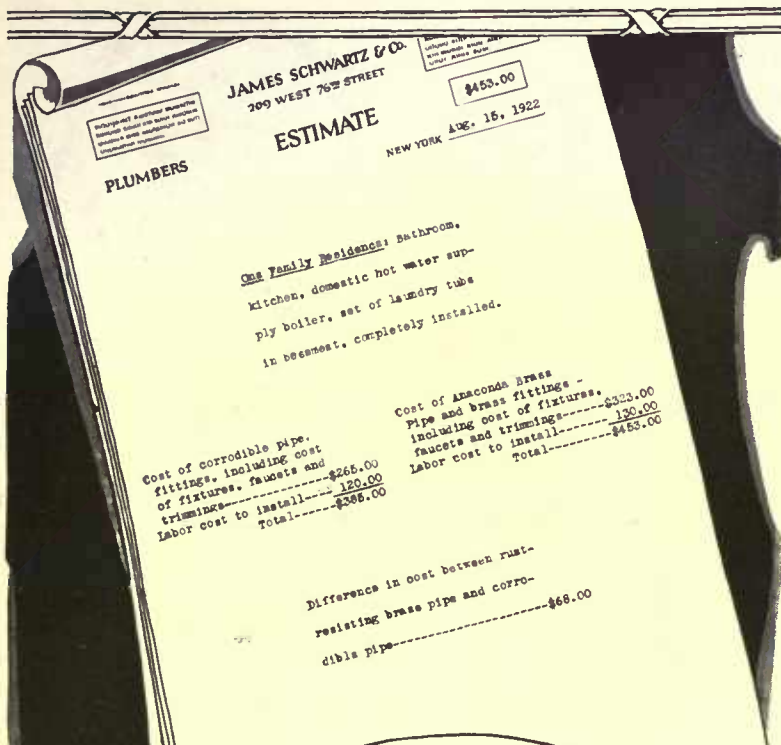 JAMES SCHWARTZ & CO.
209 WEST 76TH STREET
$453.00
ESTIMATE
NEW YORK Aug. 15, 1922
PLUMBERS
One Family Residence: Bathroom,
kitchen, domestic hot water sup-
ply boiler, set of laundry tubs
in besement, completely installed.
Cost of corrodible pipe,
fittings, including cost
of fixtures, faucets and
trimmings----------------$265.00
Labor cost to install---- 120.00
Total------$385.00
Cost of Anaconda Brass
Pipe and brass fittings -
including cost of fixtures,
faucets and trimmings------$323.00
Labor cost to install------- 130.00
Total---------$453.00
Difference in cost between rust-
resisting brass pipe and corro-
dible pipe----------------------$68.00